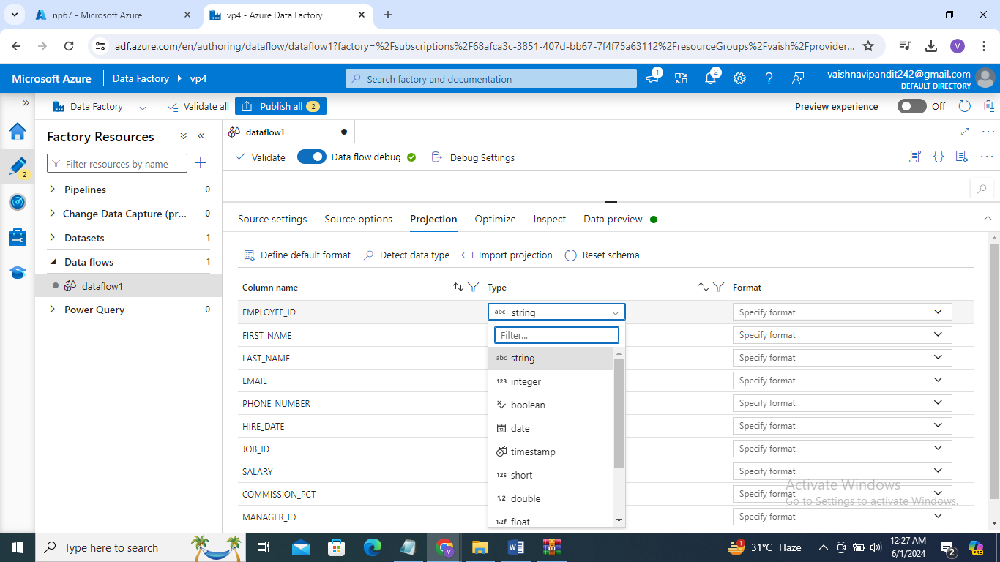 np67 - Microsoft Azure
vp4 - Azure Data Factory
adf.azure.com/en/authoring/dataflow/dataflow1?factory=%2Fsubscriptions%2F68afca3c-3851-407d-bb67-7f4f75a63112%2FresourceGroups%2Fvaish%2Fprovider...
V
Microsoft Azure
Data Factory
vp4
Search factory and documentation
1
2
?
vaishnavipandit242@gmail.com
DEFAULT DIRECTORY
Data Factory
Validate all
Publish all 2
Preview experience
Off
2
Factory Resources
Filter resources by name
Pipelines 0
Change Data Capture (pr... 0
Datasets 1
Data flows 1
dataflow1
Power Query 0
dataflow1
Validate
Data flow debug
Debug Settings
{}
Source settings
Source options
Projection
Optimize
Inspect
Data preview
Define default format
Detect data type
Import projection
Reset schema
Column name
Type
Format
EMPLOYEE_ID abc string Specify format
FIRST_NAME Specify format
LAST_NAME Specify format
EMAIL Specify format
PHONE_NUMBER Specify format
HIRE_DATE Specify format
JOB_ID Specify format
SALARY Specify format
COMMISSION_PCT Specify format
MANAGER_ID Specify format
Filter...
abc string
123 integer
boolean
date
timestamp
12s short
1.2 double
1.2f float
Activate Windows
Go to Settings to activate Windows.
Type here to search
V
W
1
31°C Haze
12:27 AM
6/1/2024
2
PRE